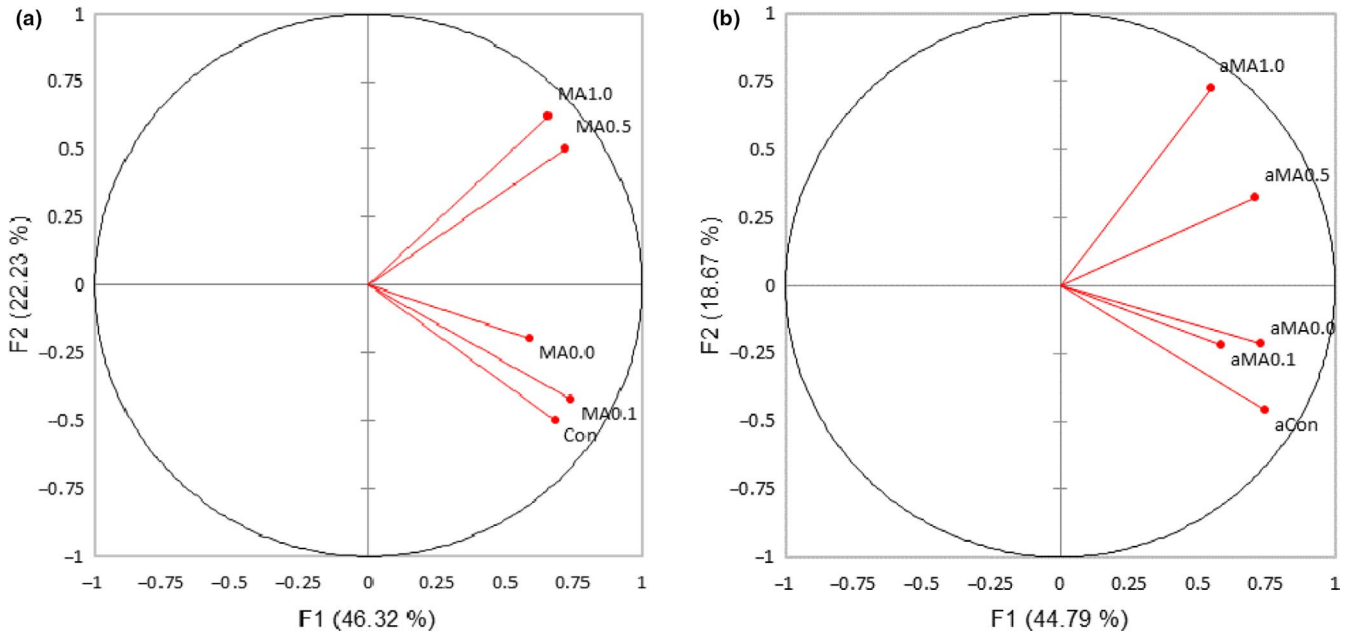 (a)
1
0.75
0.5
0.25
0
−0.25
−0.5
−0.75
−1
F2 (22.23 %)
MA1.0
MA0.5
MA0.0
MA0.1
Con
−1 −0.75 −0.5 −0.25 0 0.25 0.5 0.75 1
F1 (46.32 %)
(b)
1
0.75
0.5
0.25
0
−0.25
−0.5
−0.75
−1
F2 (18.67 %)
aMA1.0
aMA0.5
aMA0.0
aMA0.1
aCon
−1 −0.75 −0.5 −0.25 0 0.25 0.5 0.75 1
F1 (44.79 %)